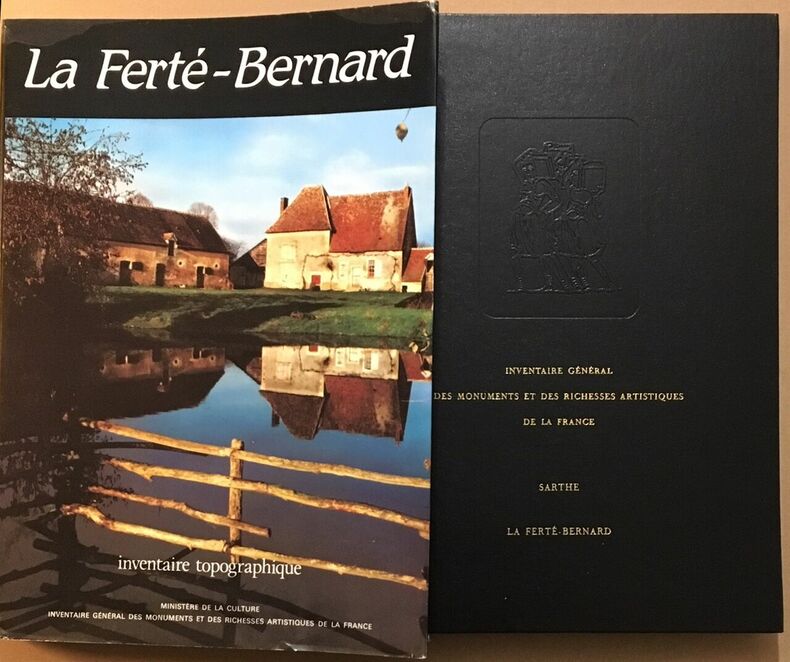 La Ferté-Bernard
inventaire topographique
MINISTÈRE DE LA CULTURE
INVENTAIRE GÉNÉRAL DES MONUMENTS ET DES RICHESSES ARTISTIQUES DE LA FRANCE
INVENTAIRE GÉNÉRAL
DES MONUMENTS ET DES RICHESSES ARTISTIQUES
DE LA FRANCE
SARTHE
LA FERTÉ-BERNARD